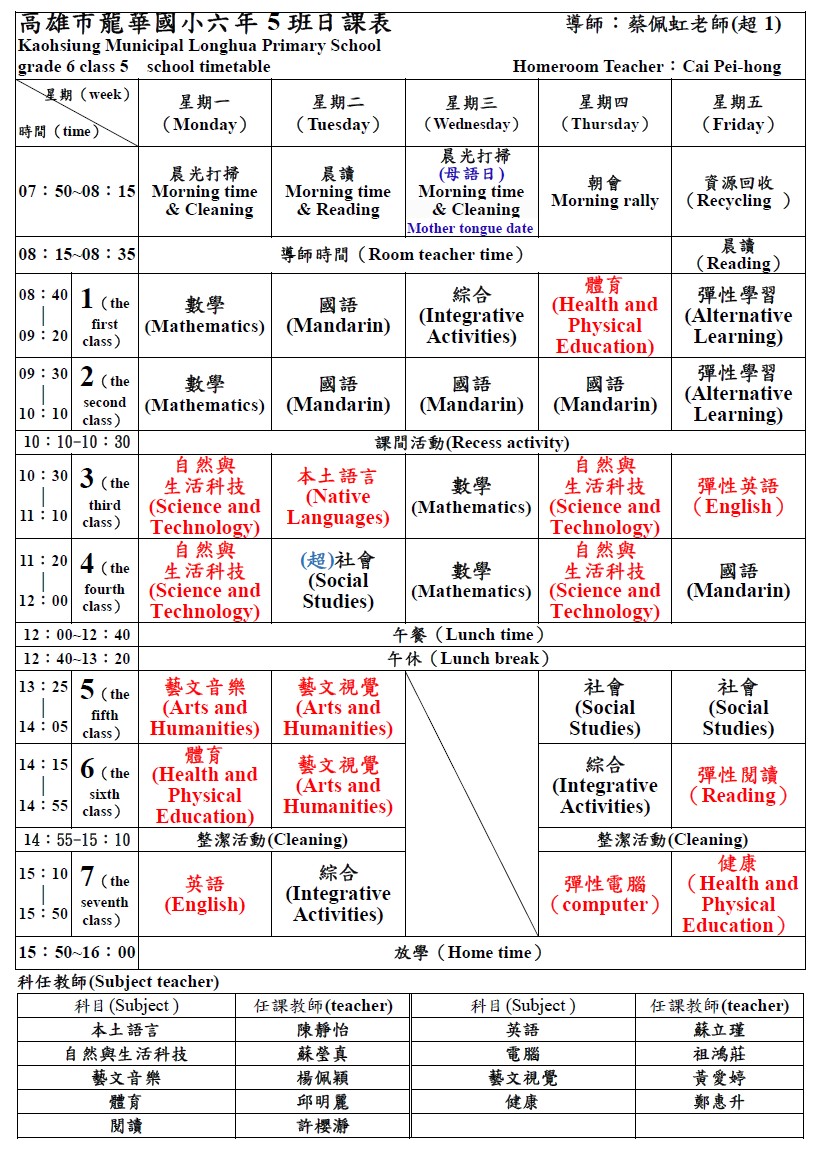 高雄市龍華國小六年 5 班日課表 導師：蔡佩虹老師(超 1)
Kaohsiung Municipal Longhua Primary School
grade 6 class 5 school timetable Homeroom Teacher：Cai Pei-hong
星期（week）
時間（time）
星期一
（Monday）
星期二
（Tuesday）
星期三
（Wednesday）
星期四
（Thursday）
星期五
（Friday）
07：50~08：15
晨光打掃
Morning time
& Cleaning
晨讀
Morning time
& Reading
晨光打掃
(母語日)
Morning time
& Cleaning
Mother tongue date
朝會
Morning rally
資源回收
（Recycling ）
08：15~08：35
導師時間（Room teacher time）
晨讀
（Reading）
08：40
|
09：20
1（the
first
class）
數學
(Mathematics)
國語
(Mandarin)
綜合
(Integrative
Activities)
體育
(Health and
Physical
Education)
彈性學習
(Alternative
Learning)
09：30
|
10：10
2（the
second
class）
數學
(Mathematics)
國語
(Mandarin)
國語
(Mandarin)
國語
(Mandarin)
彈性學習
(Alternative
Learning)
10：10-10：30
課間活動(Recess activity)
10：30
|
11：10
3（the
third
class）
自然與
生活科技
(Science and
Technology)
本土語言
(Native
Languages)
數學
(Mathematics)
自然與
生活科技
(Science and
Technology)
彈性英語
（English）
11：20
|
12：00
4（the
fourth
class）
自然與
生活科技
(Science and
Technology)
(超)社會
(Social
Studies)
數學
(Mathematics)
自然與
生活科技
(Science and
Technology)
國語
(Mandarin)
12：00~12：40
午餐（Lunch time）
12：40~13：20
午休（Lunch break）
13：25
|
14：05
5（the
fifth
class）
藝文音樂
(Arts and
Humanities)
藝文視覺
(Arts and
Humanities)
社會
(Social
Studies)
社會
(Social
Studies)
14：15
|
14：55
6（the
sixth
class）
體育
(Health and
Physical
Education)
藝文視覺
(Arts and
Humanities)
綜合
(Integrative
Activities)
彈性閱讀
（Reading）
14：55-15：10
整潔活動(Cleaning)
整潔活動(Cleaning)
15：10
|
15：50
7（the
seventh
class）
英語
(English)
綜合
(Integrative
Activities)
彈性電腦
（computer）
健康
（Health and
Physical
Education）
15：50~16：00
放學（Home time）
科任教師(Subject teacher)
科目(Subject ) 任課教師(teacher) 科目(Subject ) 任課教師(teacher)
本土語言 陳靜怡 英語 蘇立瑾
自然與生活科技 蘇瑩真 電腦 祖鴻莊
藝文音樂 楊佩穎 藝文視覺 黃愛婷
體育 邱明麗 健康 鄭惠升
閱讀 許櫻瀞